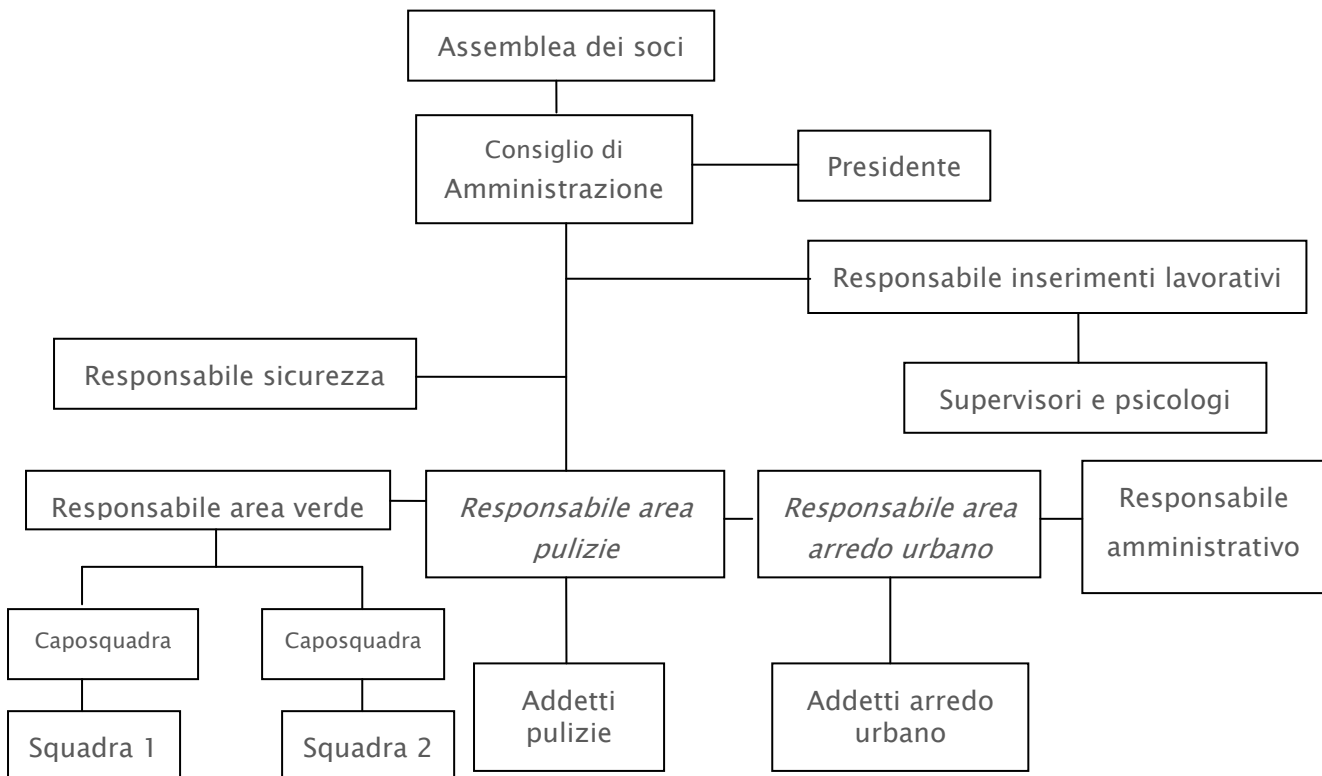 Assemblea dei soci
Consiglio di
Amministrazione
Presidente
Responsabile inserimenti lavorativi
Responsabile sicurezza
Supervisori e psicologi
Responsabile area verde
Responsabile area
pulizie
Responsabile area
arredo urbano
Responsabile
amministrativo
Caposquadra
Caposquadra
Addetti
pulizie
Addetti arredo
urbano
Squadra 1
Squadra 2